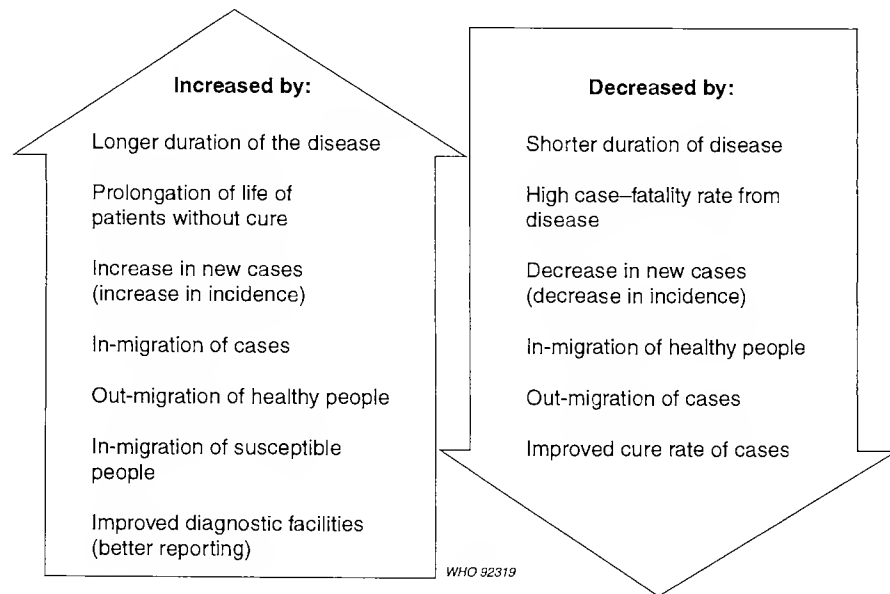 Increased by:
Longer duration of the disease
Prolongation of life of
patients without cure
Increase in new cases
(increase in incidence)
In-migration of cases
Out-migration of healthy people
In-migration of susceptible
people
Improved diagnostic facilities
(better reporting)
Decreased by:
Shorter duration of disease
High case–fatality rate from
disease
Decrease in new cases
(decrease in incidence)
In-migration of healthy people
Out-migration of cases
Improved cure rate of cases
WHO 92319